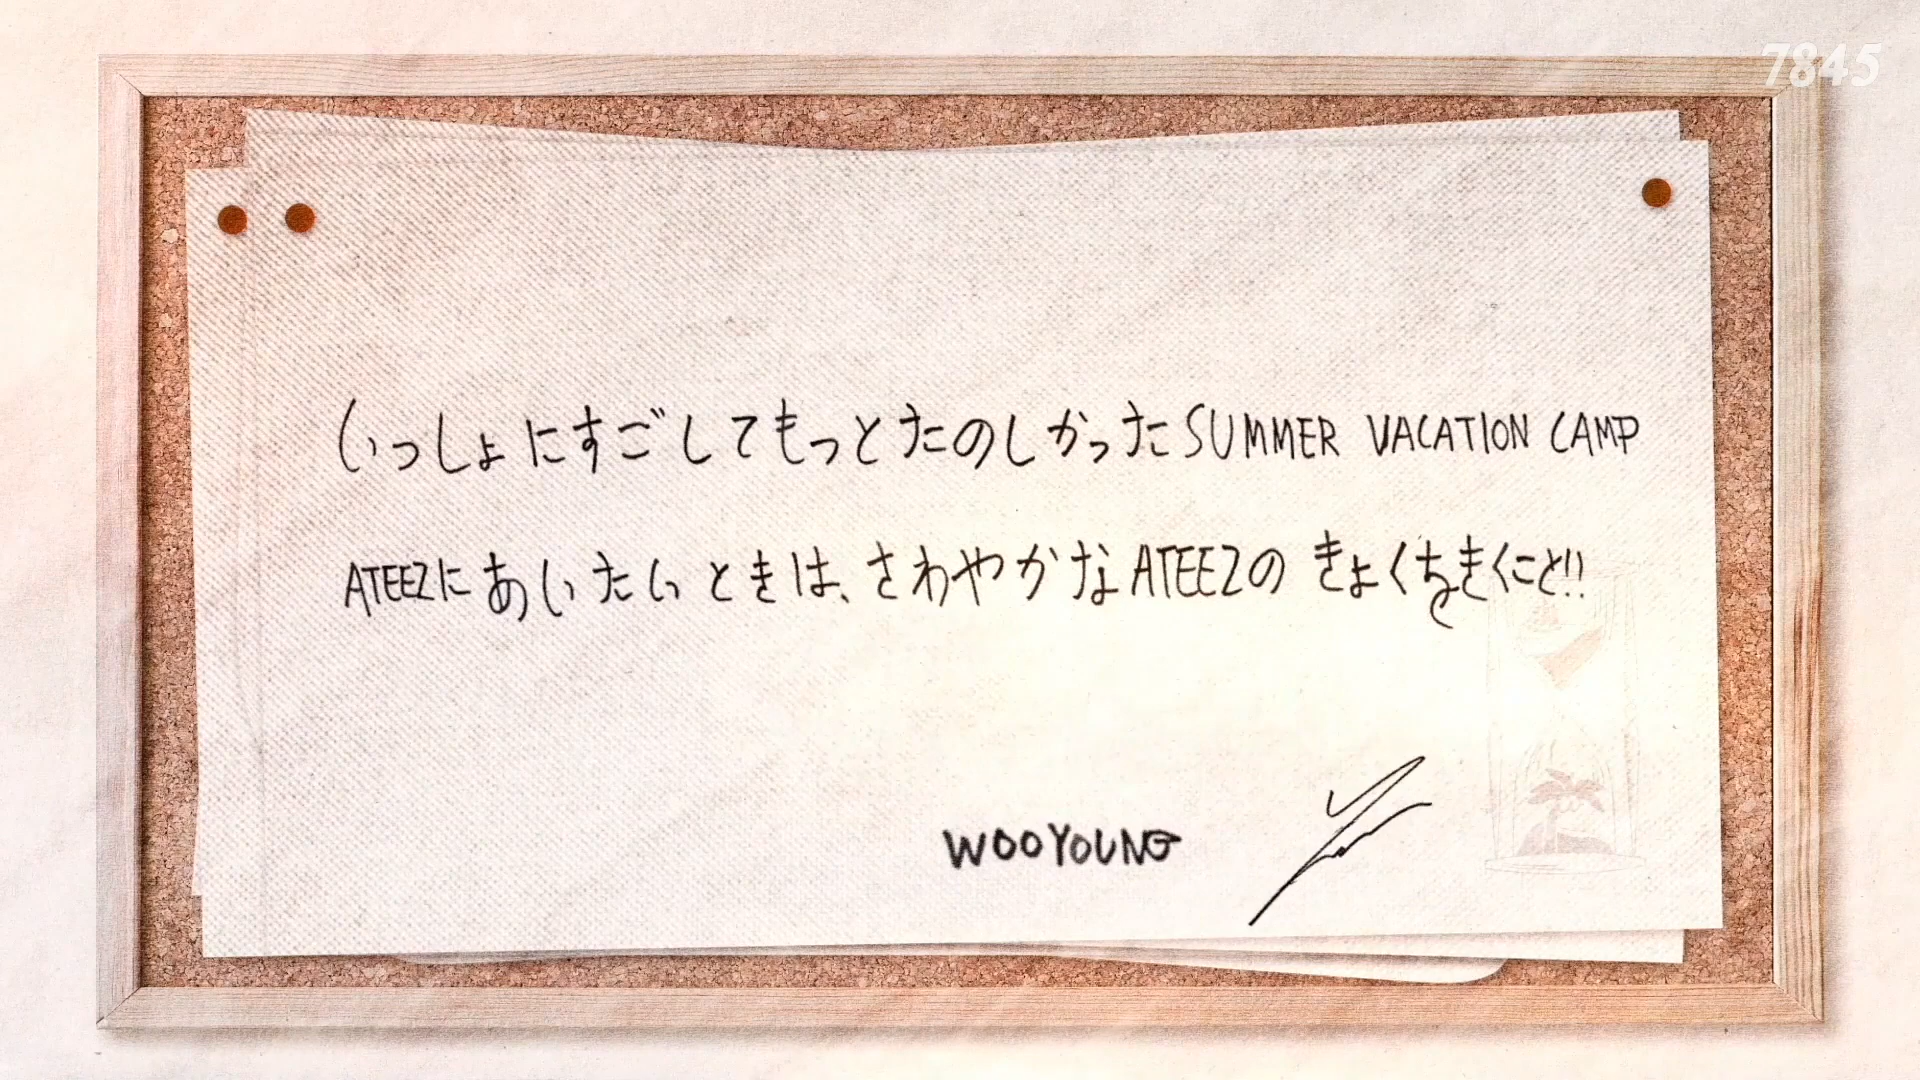 7845
いっしょにすごしてもっとたのしかったSUMMER VACATION CAMP
ATEEZにあいたいときは、さわやかなATEEZのきょくをきくこと!!
WOOYOUNG